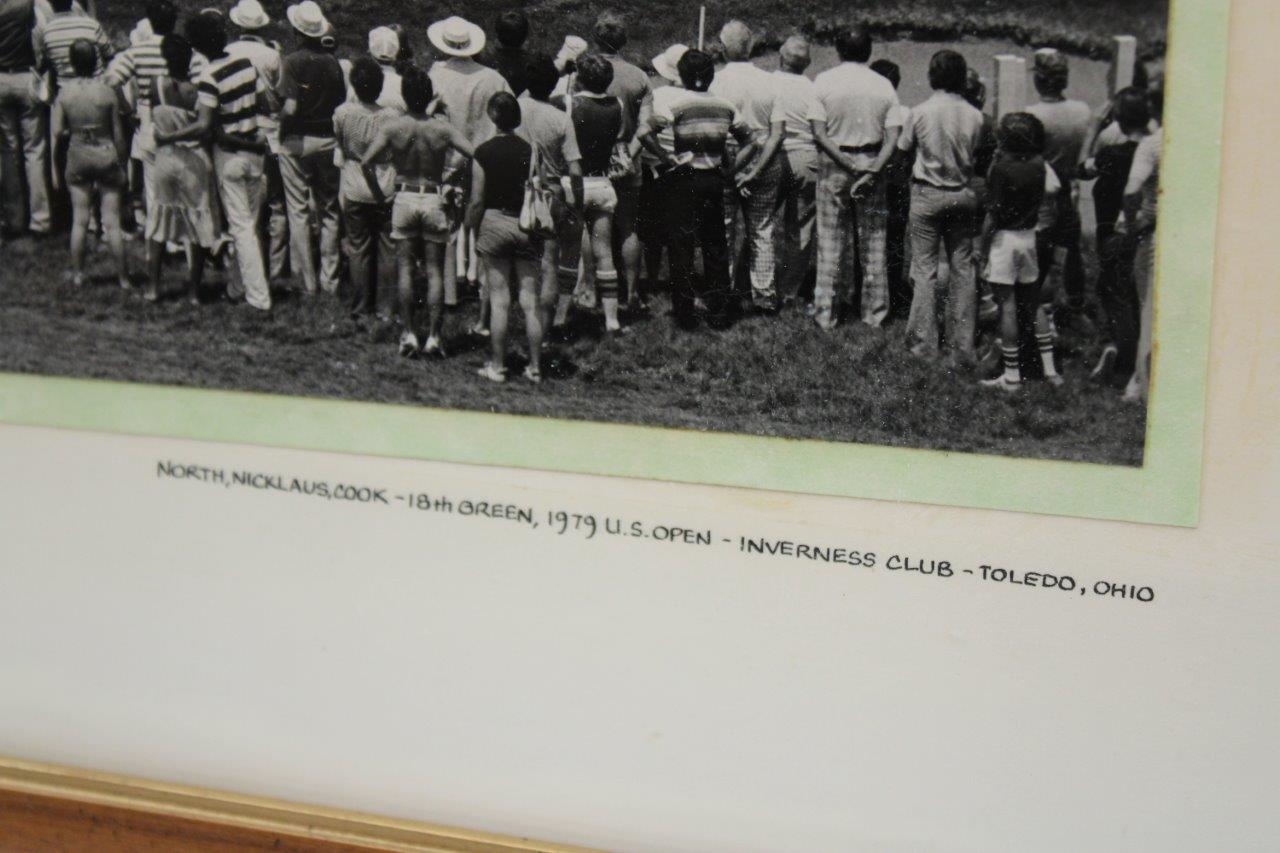 NORTH, NICKLAUS, COOK - 18th GREEN, 1979 U.S. OPEN - INVERNESS CLUB - TOLEDO, OHIO